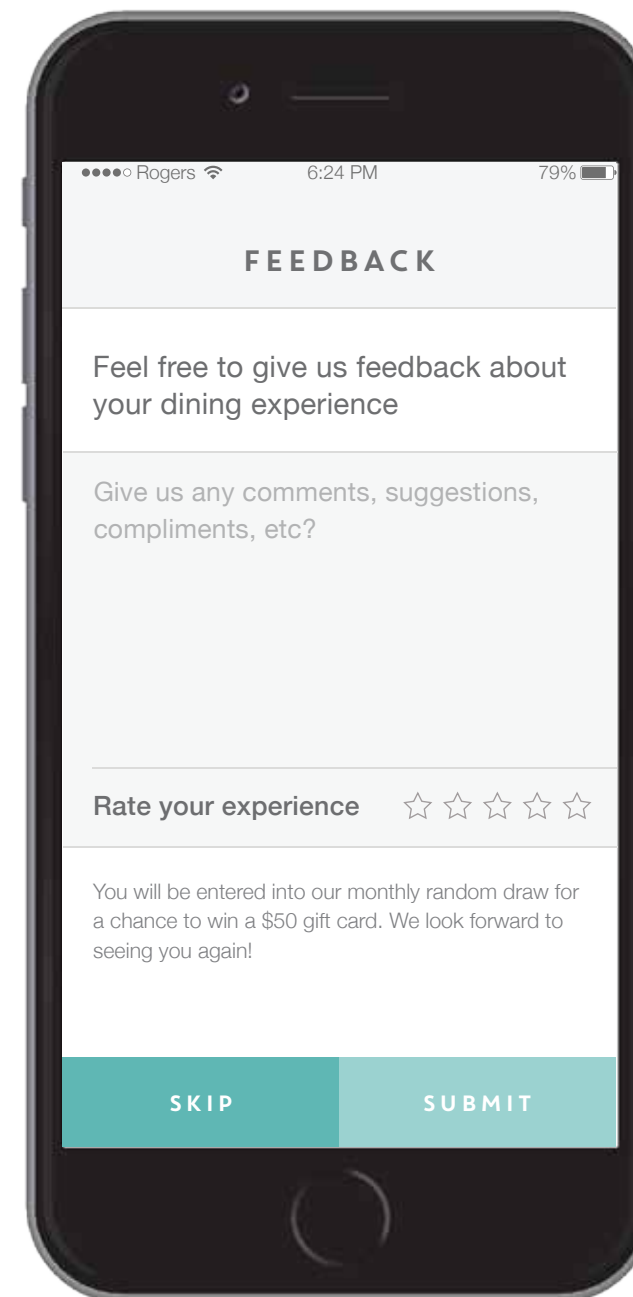 Rogers 6:24 PM 79%
FEEDBACK
Feel free to give us feedback about
your dining experience
Give us any comments, suggestions,
compliments, etc?
Rate your experience
You will be entered into our monthly random draw for
a chance to win a $50 gift card. We look forward to
seeing you again!
SKIP SUBMIT